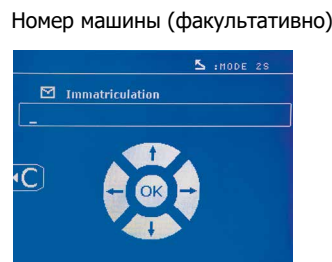 Номер машины (факультативно)
:MODE 2S
Immatriculation
_
C
OK